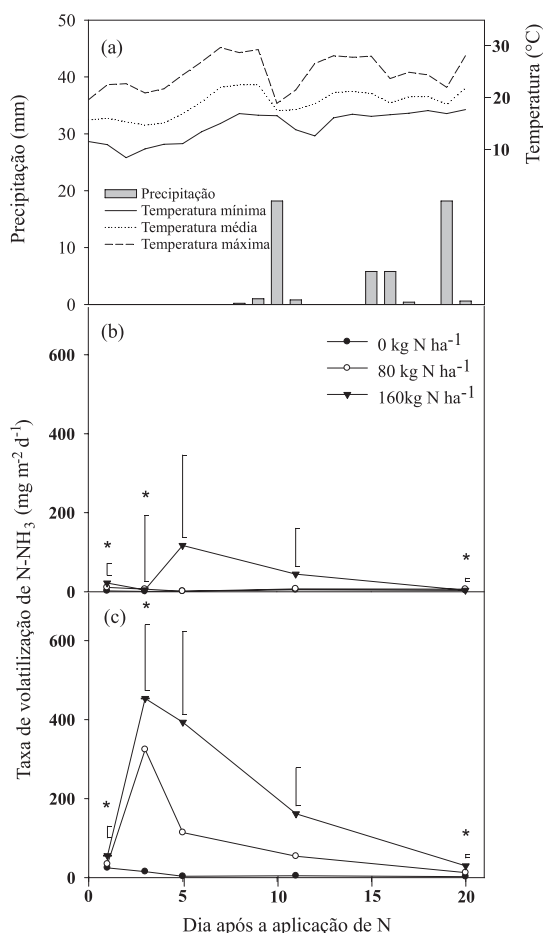 (a)
50
40
30
20
10
0
Precipitação (mm)
30
20
10
Temperatura (°C)
Precipitação
Temperatura mínima
Temperatura média
Temperatura máxima
(b)
0 kg N ha-1
80 kg N ha-1
160kg N ha-1
600
400
200
0
*
*
*
Taxa de volatilização de N-NH3 (mg m-2 d-1)
(c)
600
400
200
0
*
*
*
0
5
10
15
20
Dia após a aplicação de N